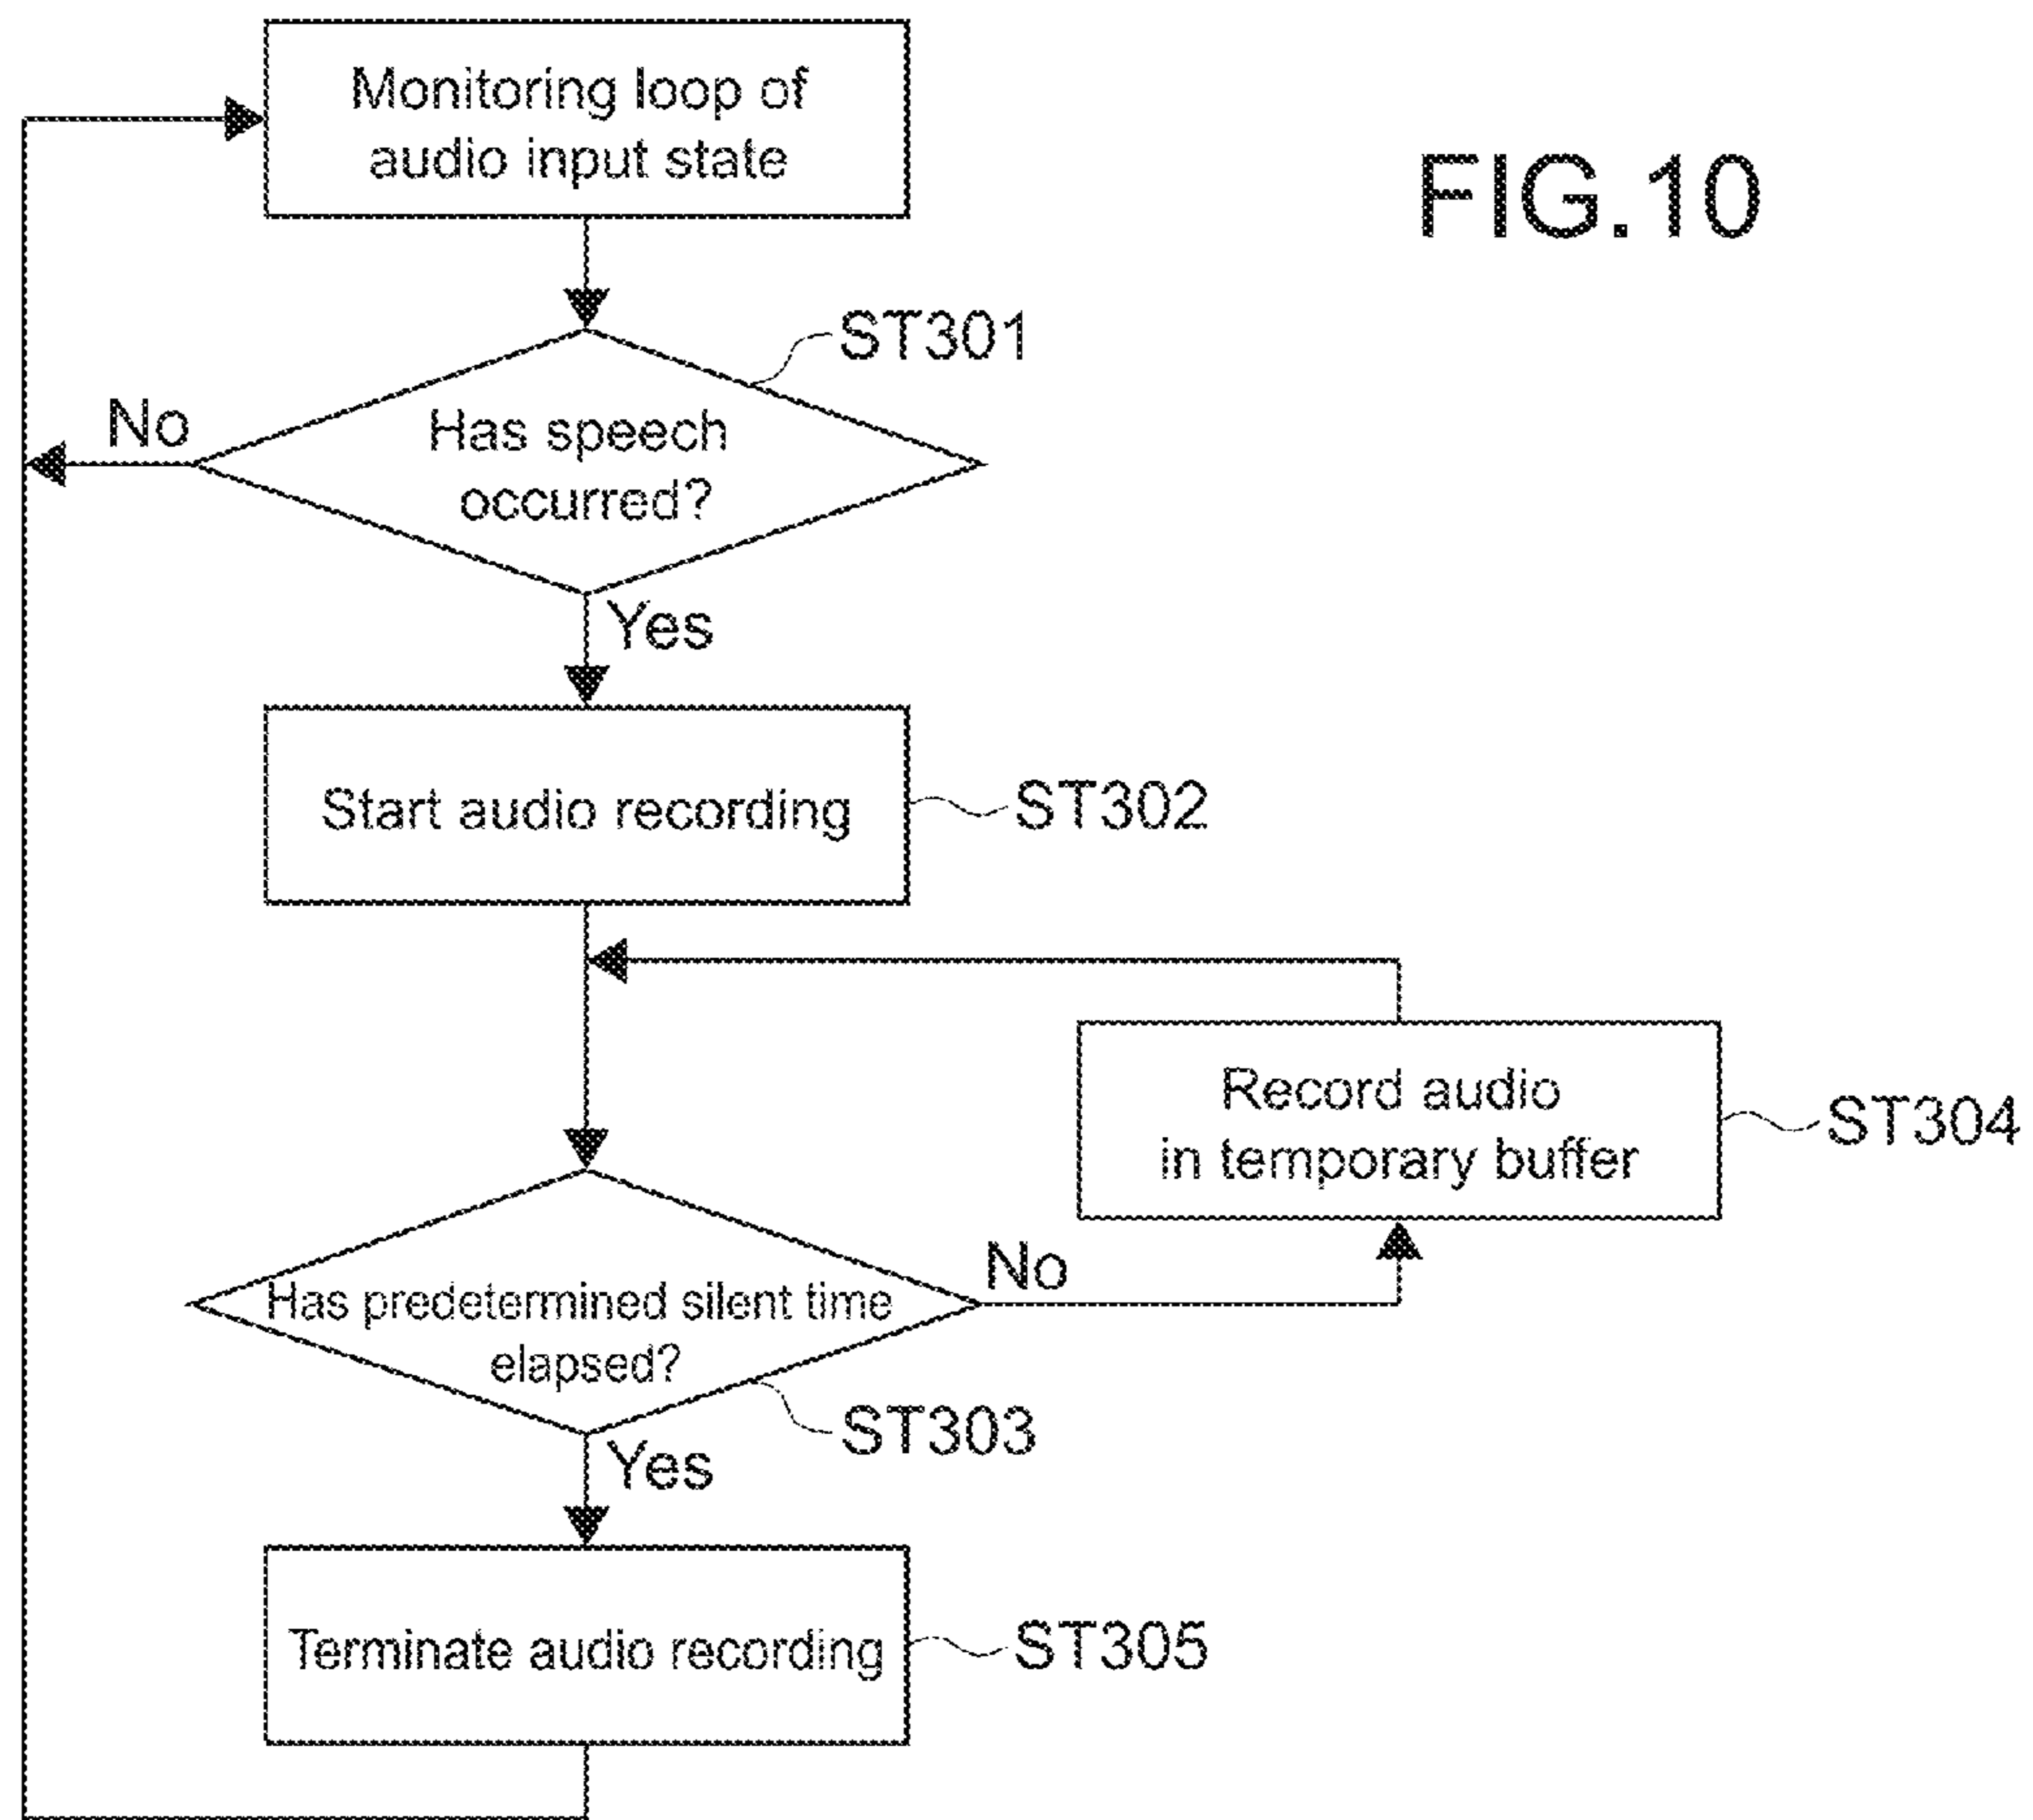 Monitoring loop of
audio input state
FIG.10
ST301
No
Has speech
occurred?
Yes
Start audio recording
ST302
Record audio
in temporary buffer
ST304
No
Has predetermined silent time
elapsed?
ST303
Yes
Terminate audio recording
ST305